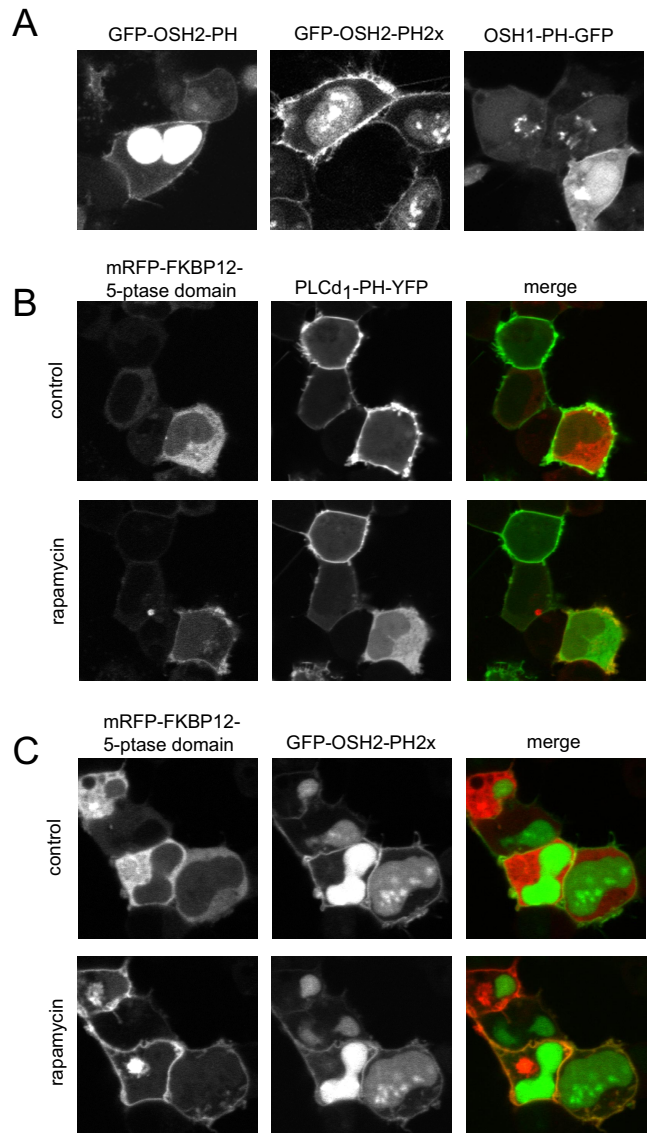 A
GFP-OSH2-PH
GFP-OSH2-PH2x
OSH1-PH-GFP
B
mRFP-FKBP12-
5-ptase domain
PLCd1-PH-YFP
merge
control
rapamycin
C
mRFP-FKBP12-
5-ptase domain
GFP-OSH2-PH2x
merge
control
rapamycin